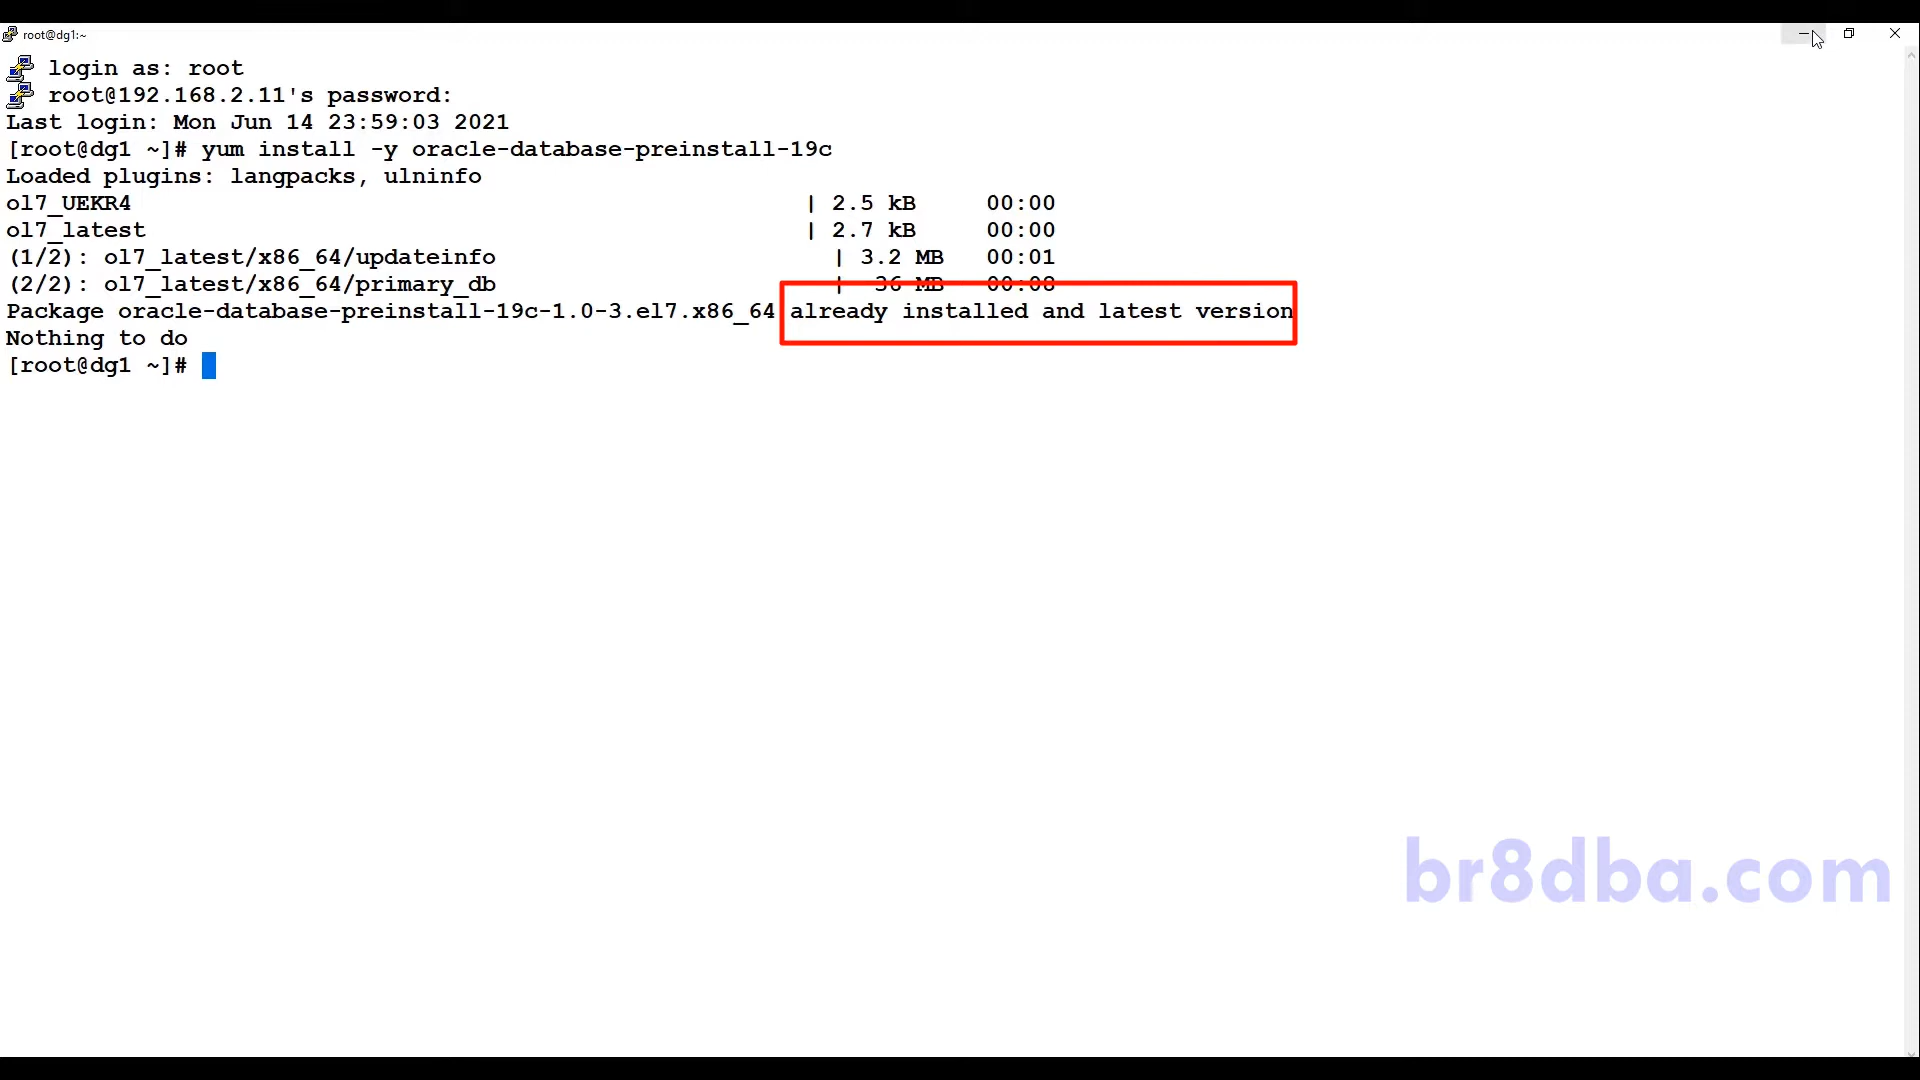 root@dg1:~
login as: root
root@192.168.2.11's password:
Last login: Mon Jun 14 23:59:03 2021
[root@dg1 ~]# yum install -y oracle-database-preinstall-19c
Loaded plugins: langpacks, ulninfo
ol7_UEKR4 | 2.5 kB 00:00
ol7_latest | 2.7 kB 00:00
(1/2): ol7_latest/x86_64/updateinfo | 3.2 MB 00:01
(2/2): ol7_latest/x86_64/primary_db | 36 MB 00:08
Package oracle-database-preinstall-19c-1.0-3.el7.x86_64 already installed and latest version
Nothing to do
[root@dg1 ~]#
br8dba.com